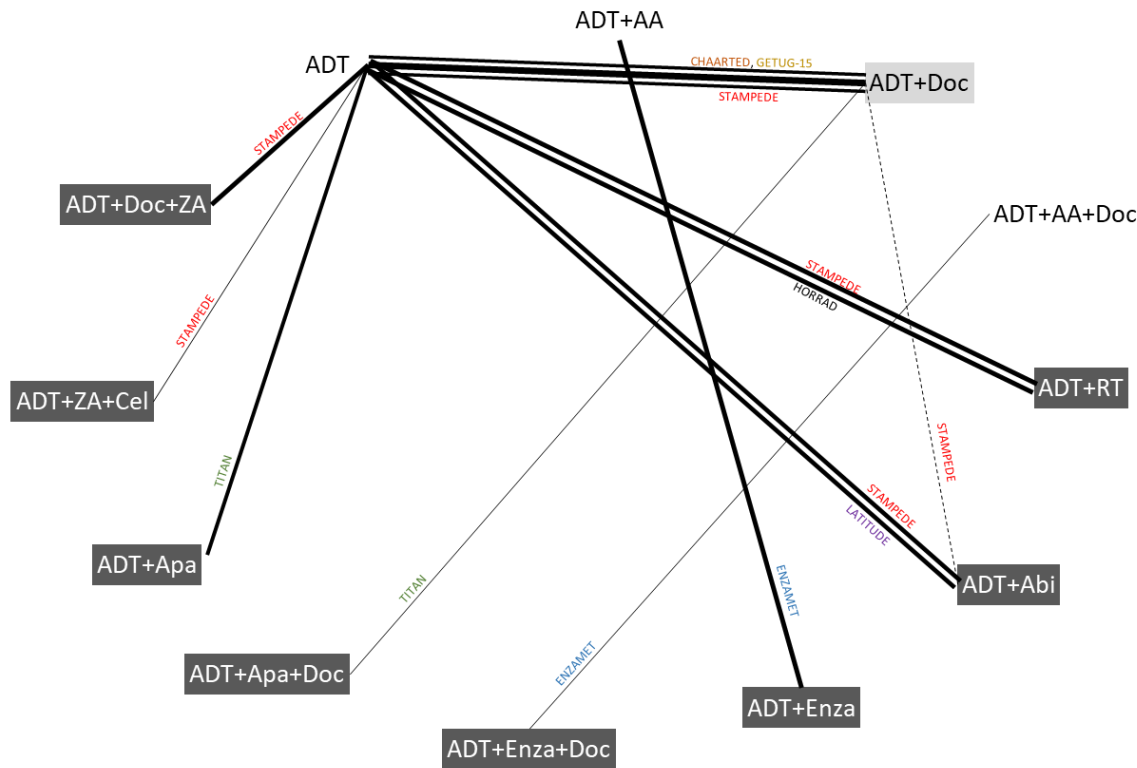 ADT+AA
ADT
CHAARTED, GETUG-15
ADT+Doc
STAMPEDE
STAMPEDE
ADT+Doc+ZA
ADT+AA+Doc
STAMPEDE
HORRAD
STAMPEDE
ADT+RT
ADT+ZA+Cel
STAMPEDE
TITAN
STAMPEDE
LATITUDE
ADT+Apa
ADT+Abi
TITAN
ENZAMET
ADT+Apa+Doc
ENZAMET
ADT+Enza
ADT+Enza+Doc